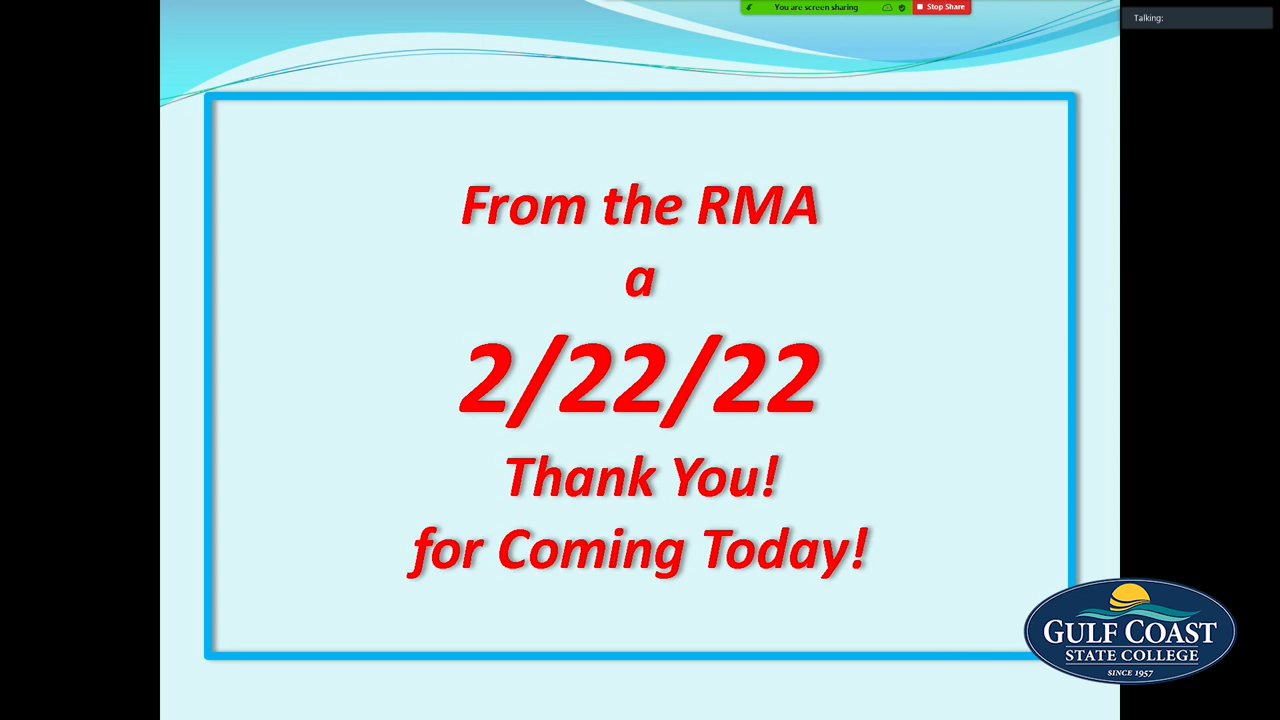 You are screen sharing
Stop Share
Talking:
From the RMA
a
2/22/22
Thank You!
for Coming Today!
GULF COAST
STATE COLLEGE
SINCE 1957